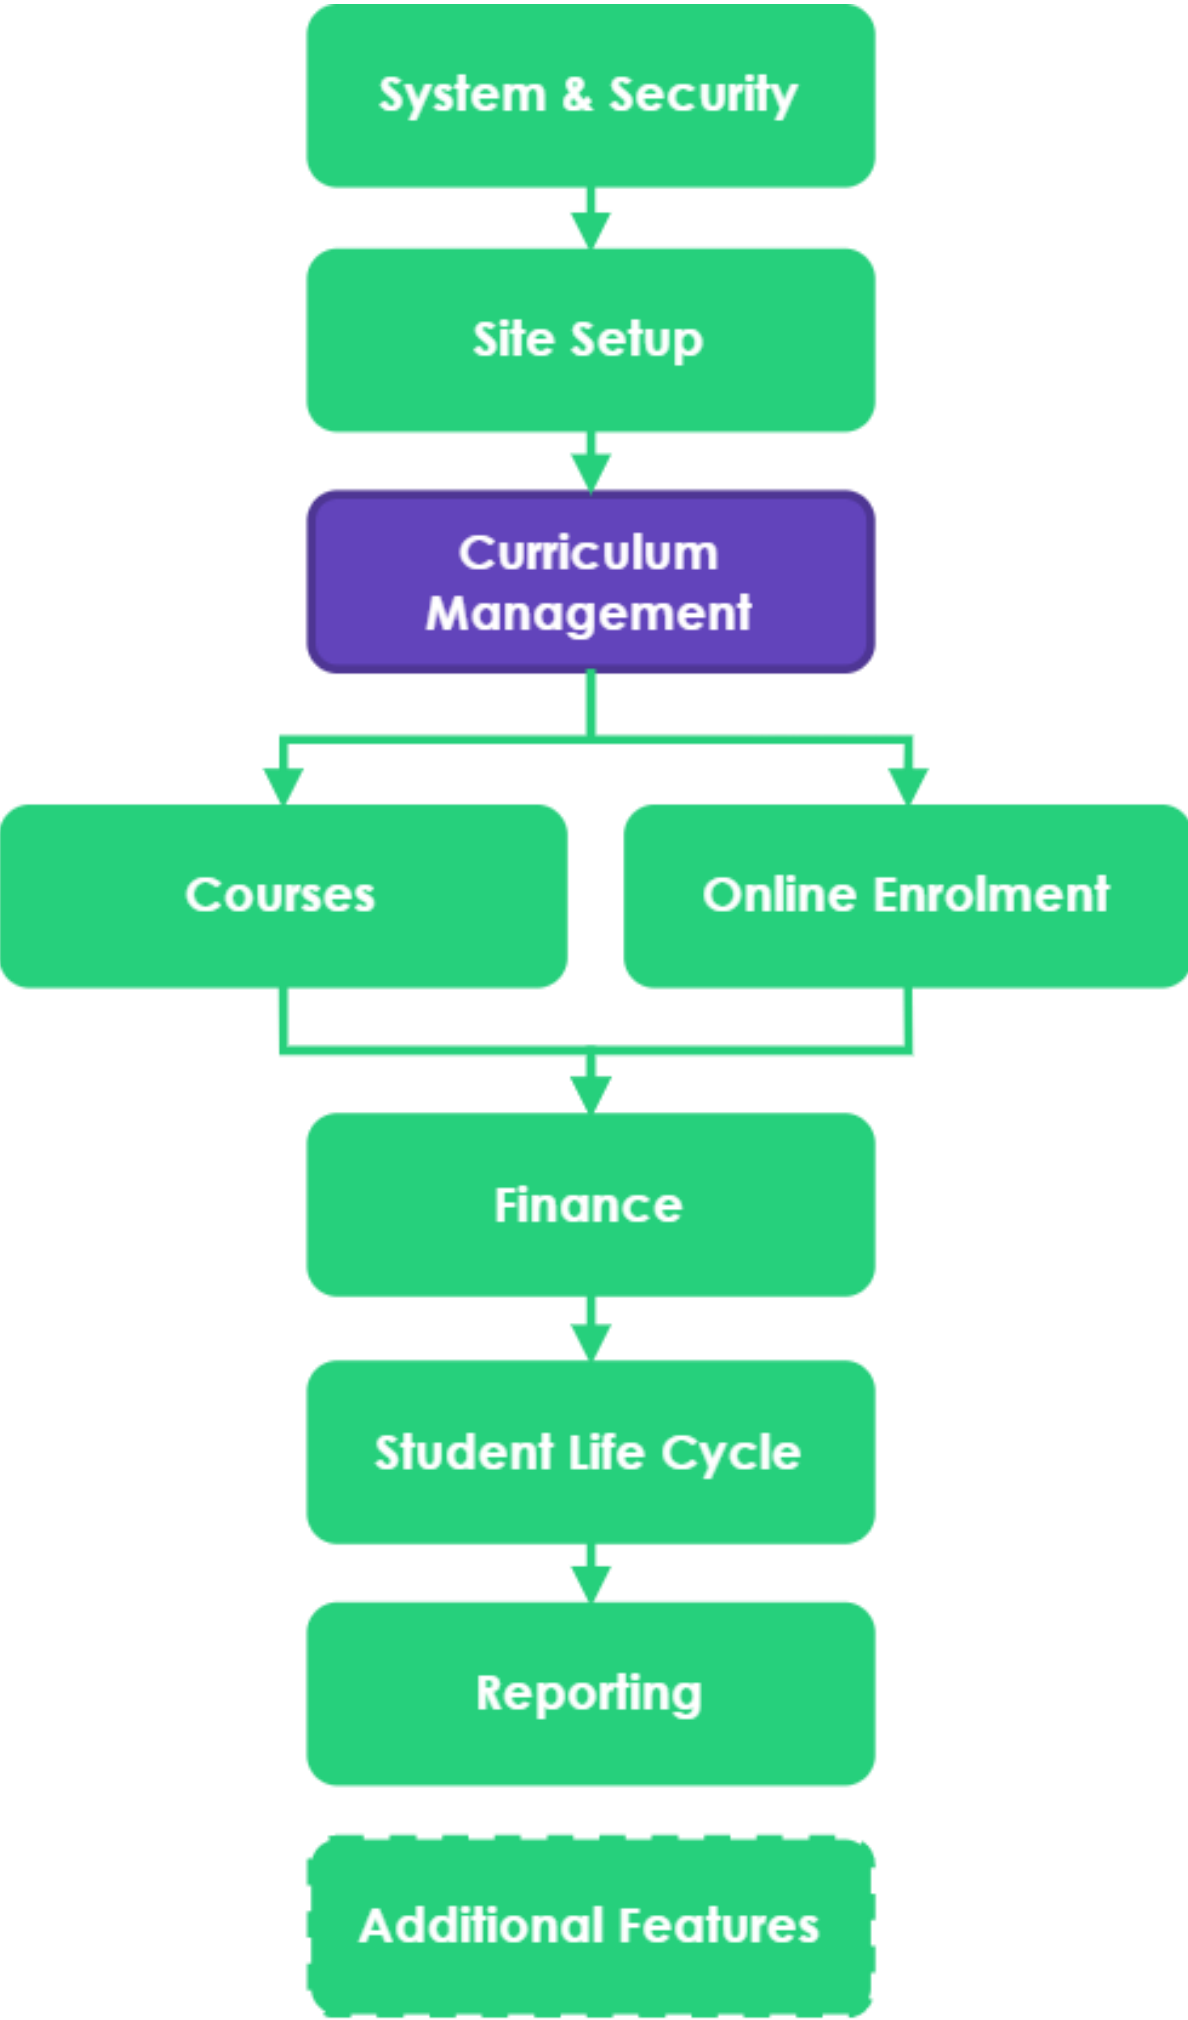 System & Security
Site Setup
Curriculum
Management
Courses
Online Enrolment
Finance
Student Life Cycle
Reporting
Additional Features